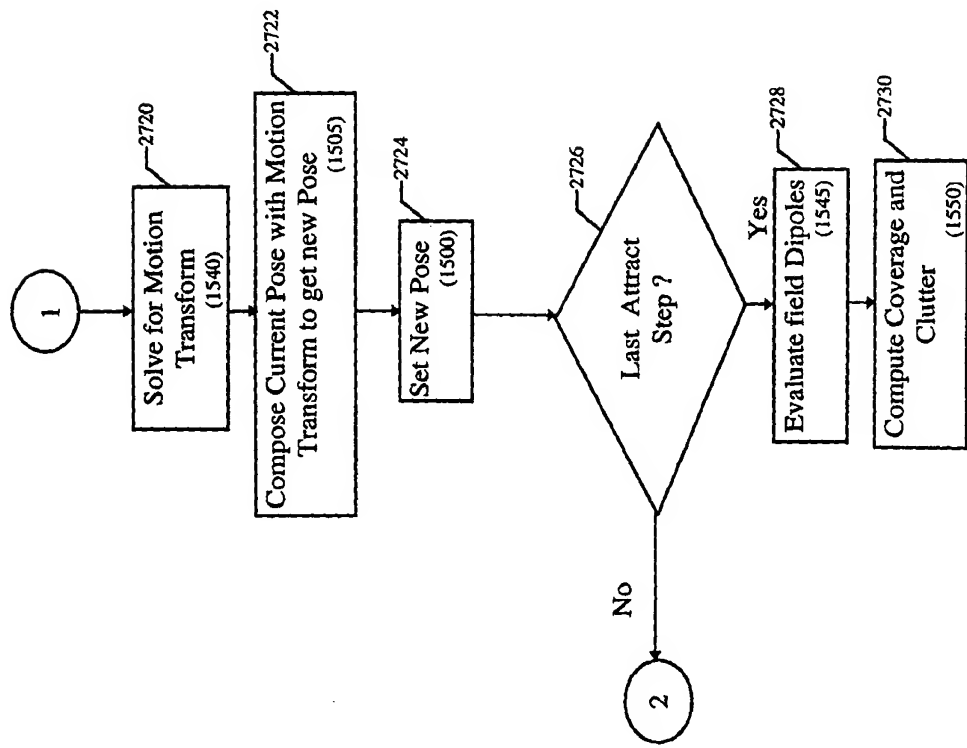 1
2720
Solve for Motion
Transform
(1540)
2722
Compose Current Pose with Motion
Transform to get new Pose
(1505)
2724
Set New Pose
(1500)
2726
Last Attract
Step ?
No
2
Yes
2728
Evaluate field Dipoles
(1545)
2730
Compute Coverage and
Clutter
(1550)